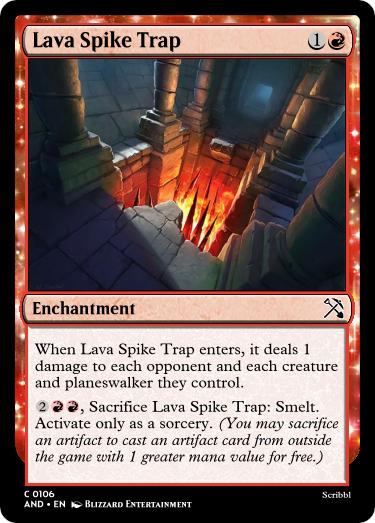 Lava Spike Trap 1
Enchantment
When Lava Spike Trap enters, it deals 1
damage to each opponent and each creature
and planeswalker they control.
2, Sacrifice Lava Spike Trap: Smelt.
Activate only as a sorcery. (You may sacrifice
an artifact to cast an artifact card from outside
the game with 1 greater mana value for free.)
C 0106
Scribbl
AND • EN Blizzard Entertainment